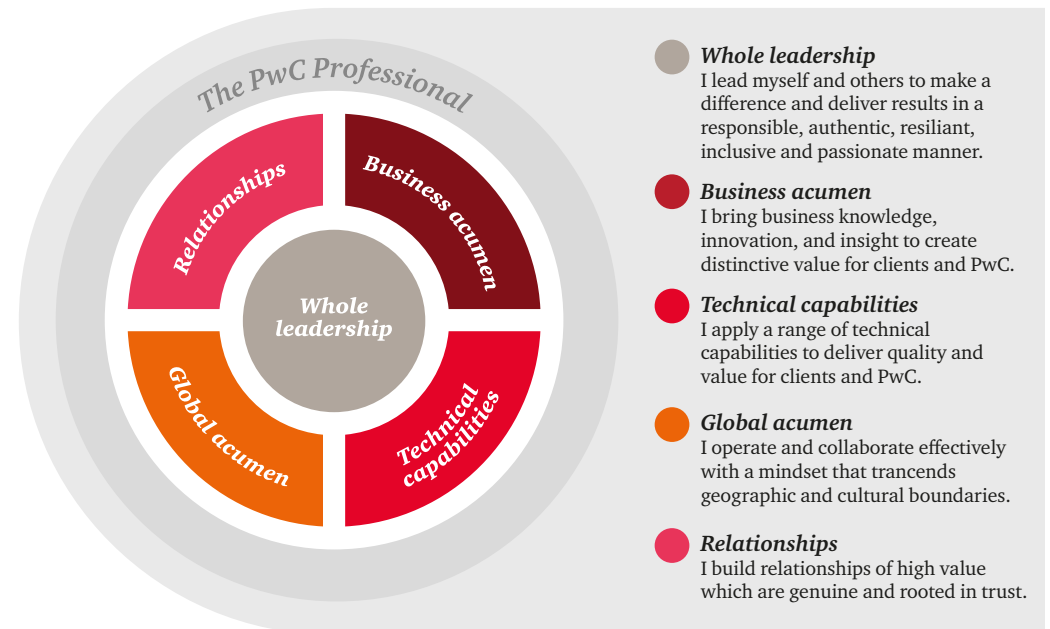 The PwC Professional
Relationships
Business acumen
Whole
leadership
Global acumen
Technical
capabilities
Whole leadership
I lead myself and others to make a
difference and deliver results in a
responsible, authentic, resiliant,
inclusive and passionate manner.
Business acumen
I bring business knowledge,
innovation, and insight to create
distinctive value for clients and PwC.
Technical capabilities
I apply a range of technical
capabilities to deliver quality and
value for clients and PwC.
Global acumen
I operate and collaborate effectively
with a mindset that trancends
geographic and cultural boundaries.
Relationships
I build relationships of high value
which are genuine and rooted in trust.